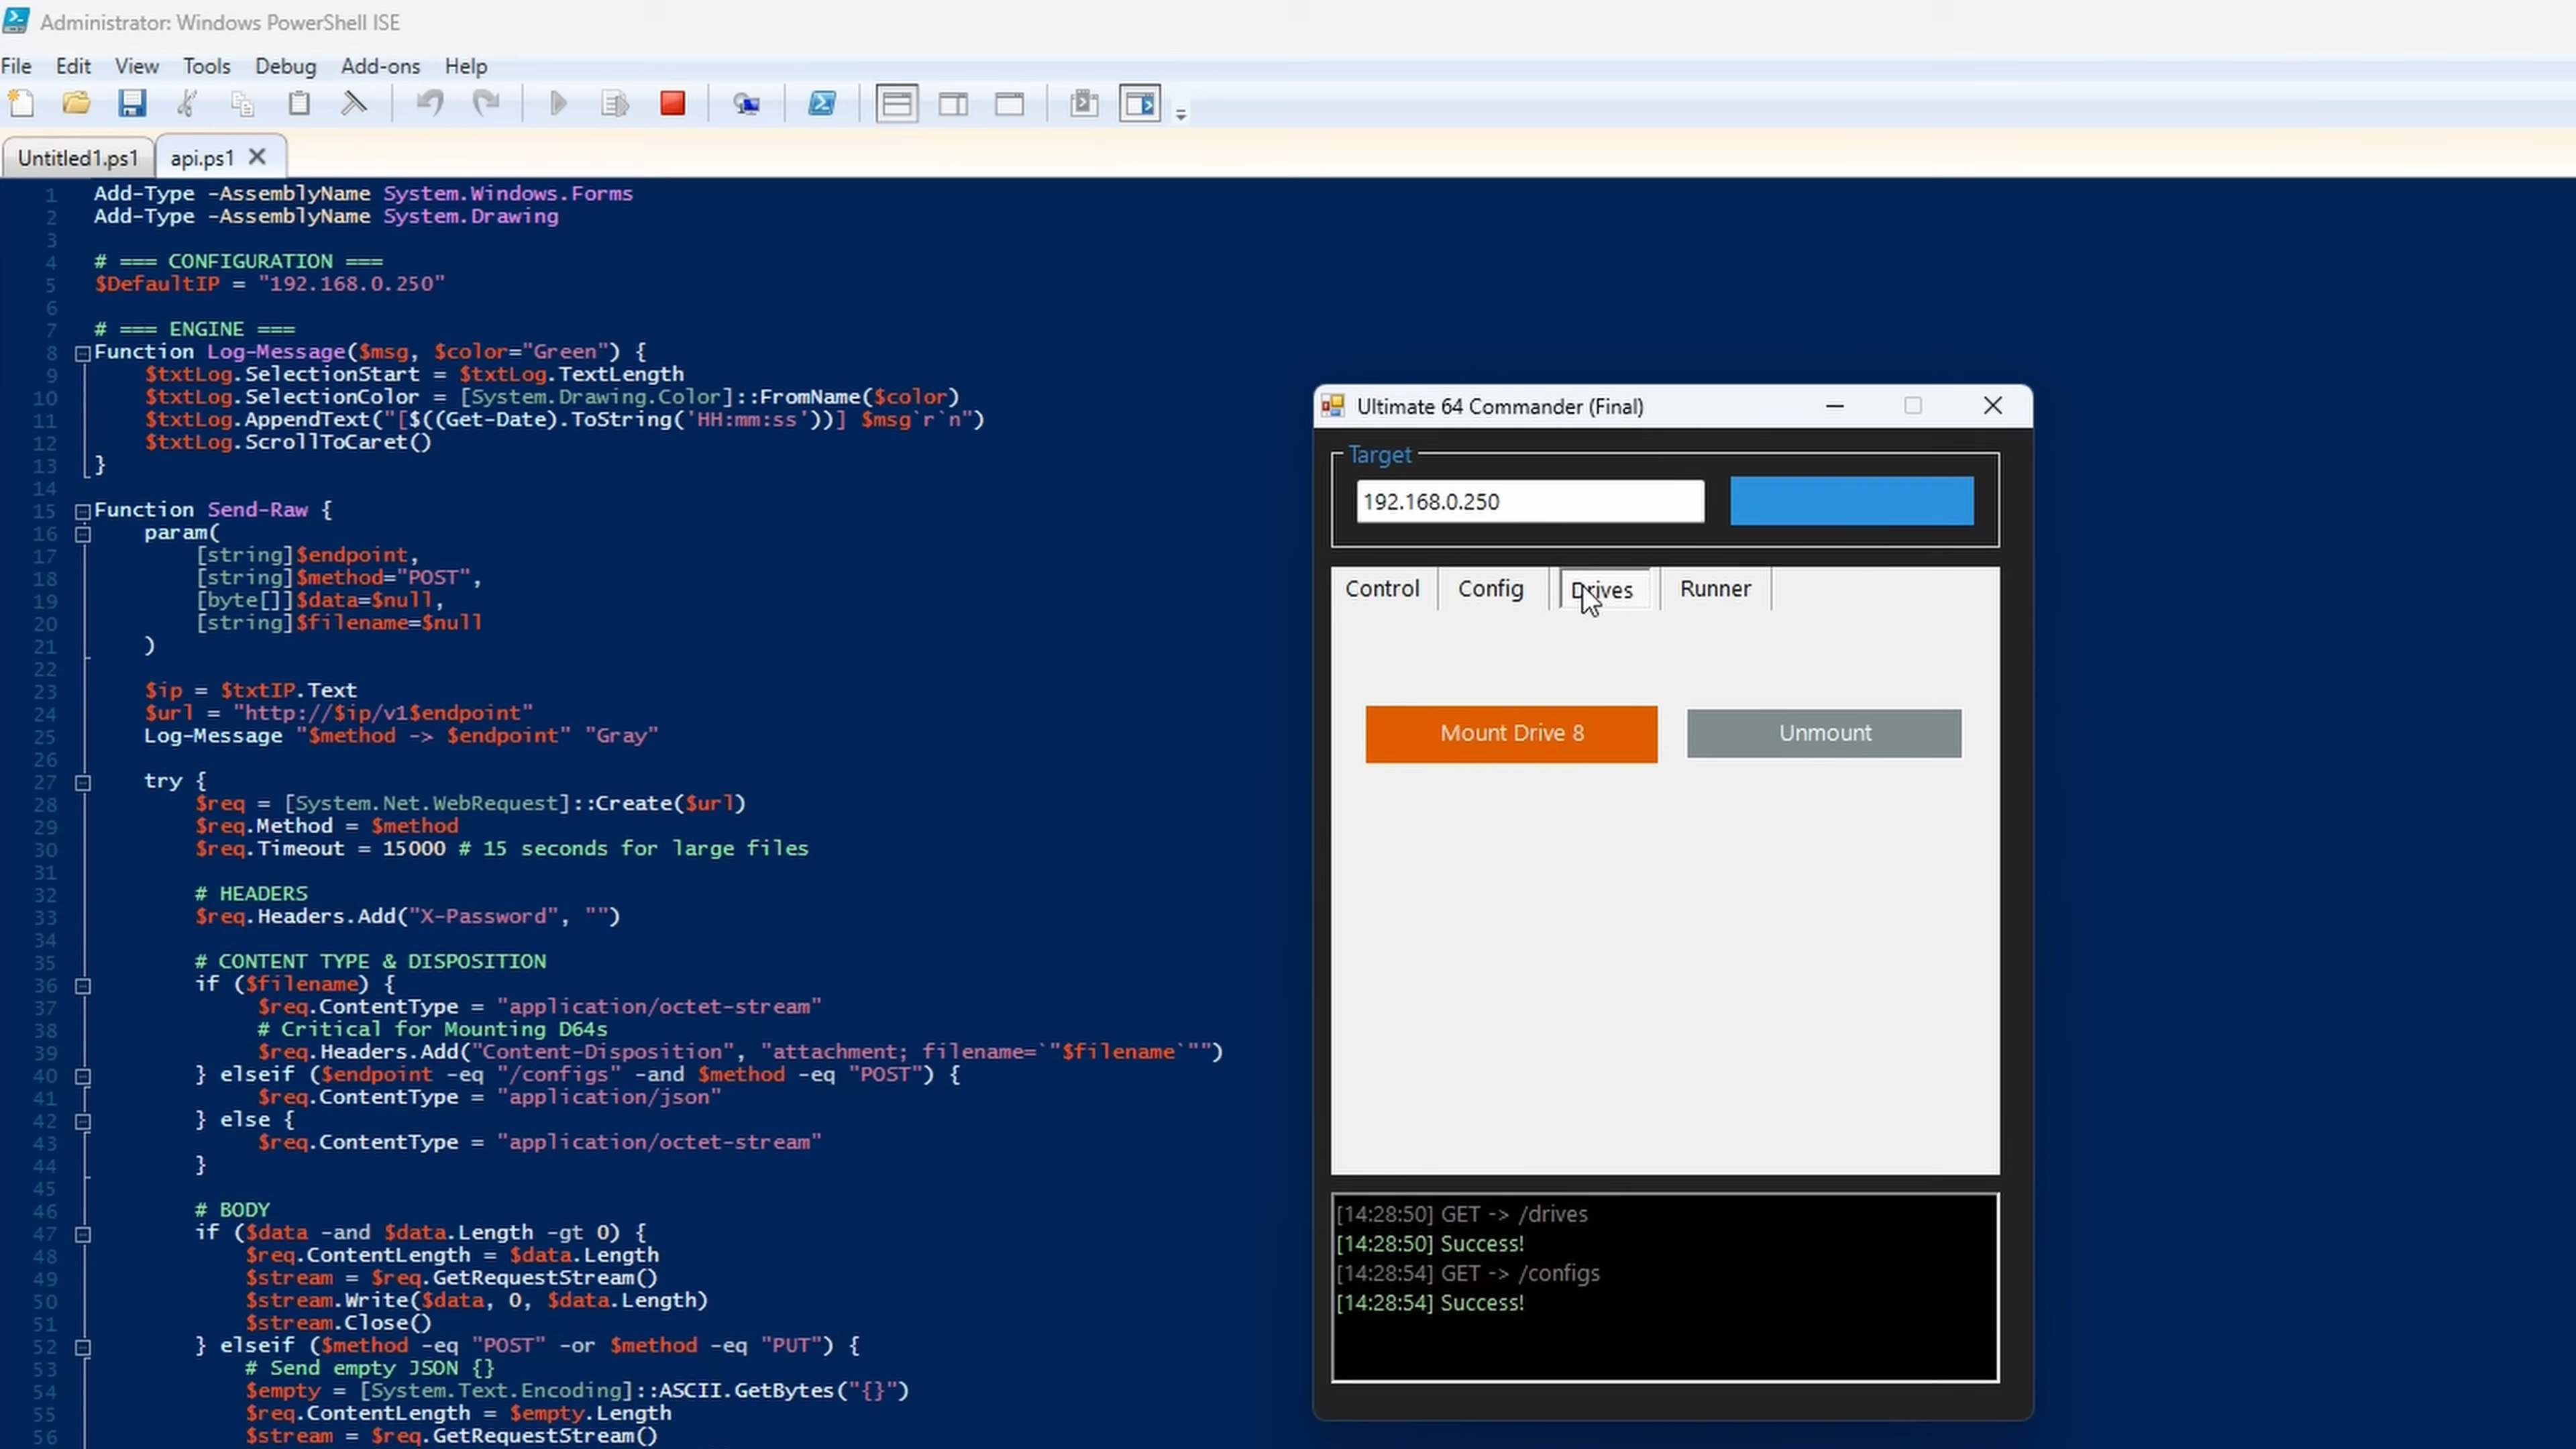 Administrator: Windows PowerShell ISE
File Edit View Tools Debug Add-ons Help
Untitled1.ps1 api.ps1
1 Add-Type -AssemblyName System.Windows.Forms
2 Add-Type -AssemblyName System.Drawing
3
4 # === CONFIGURATION ===
5 $DefaultIP = "192.168.0.250"
6
7 # === ENGINE ===
8 Function Log-Message($msg, $color="Green") {
9 $txtLog.SelectionStart = $txtLog.TextLength
10 $txtLog.SelectionColor = [System.Drawing.Color]::FromName($color)
11 $txtLog.AppendText("[$((Get-Date).ToString('HH:mm:ss'))] $msg`r`n")
12 $txtLog.ScrollToCaret()
13 }
14
15 Function Send-Raw {
16 param(
17 [string]$endpoint,
18 [string]$method="POST",
19 [byte[]]$data=$null,
20 [string]$filename=$null
21 )
22
23 $ip = $txtIP.Text
24 $url = "http://$ip/v1$endpoint"
25 Log-Message "$method -> $endpoint" "Gray"
26
27 try {
28 $req = [System.Net.WebRequest]::Create($url)
29 $req.Method = $method
30 $req.Timeout = 15000 # 15 seconds for large files
31
32 # HEADERS
33 $req.Headers.Add("X-Password", "")
34
35 # CONTENT TYPE & DISPOSITION
36 if ($filename) {
37 $req.ContentType = "application/octet-stream"
38 # Critical for Mounting D64s
39 $req.Headers.Add("Content-Disposition", "attachment; filename=`"$filename`"")
40 } elseif ($endpoint -eq "/configs" -and $method -eq "POST") {
41 $req.ContentType = "application/json"
42 } else {
43 $req.ContentType = "application/octet-stream"
44 }
45
46 # BODY
47 if ($data -and $data.Length -gt 0) {
48 $req.ContentLength = $data.Length
49 $stream = $req.GetRequestStream()
50 $stream.Write($data, 0, $data.Length)
51 $stream.Close()
52 } elseif ($method -eq "POST" -or $method -eq "PUT") {
53 # Send empty JSON {}
54 $empty = [System.Text.Encoding]::ASCII.GetBytes("{}")
55 $req.ContentLength = $empty.Length
56 $stream = $req.GetRequestStream()
Ultimate 64 Commander (Final)
Target
192.168.0.250
Control Config Drives Runner
Mount Drive 8 Unmount
[14:28:50] GET -> /drives
[14:28:50] Success!
[14:28:54] GET -> /configs
[14:28:54] Success!